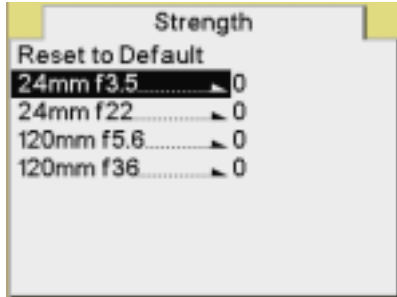 Strength
Reset to Default
24mm f3.5...............0
24mm f22...............0
120mm f5.6............0
120mm f36.............0